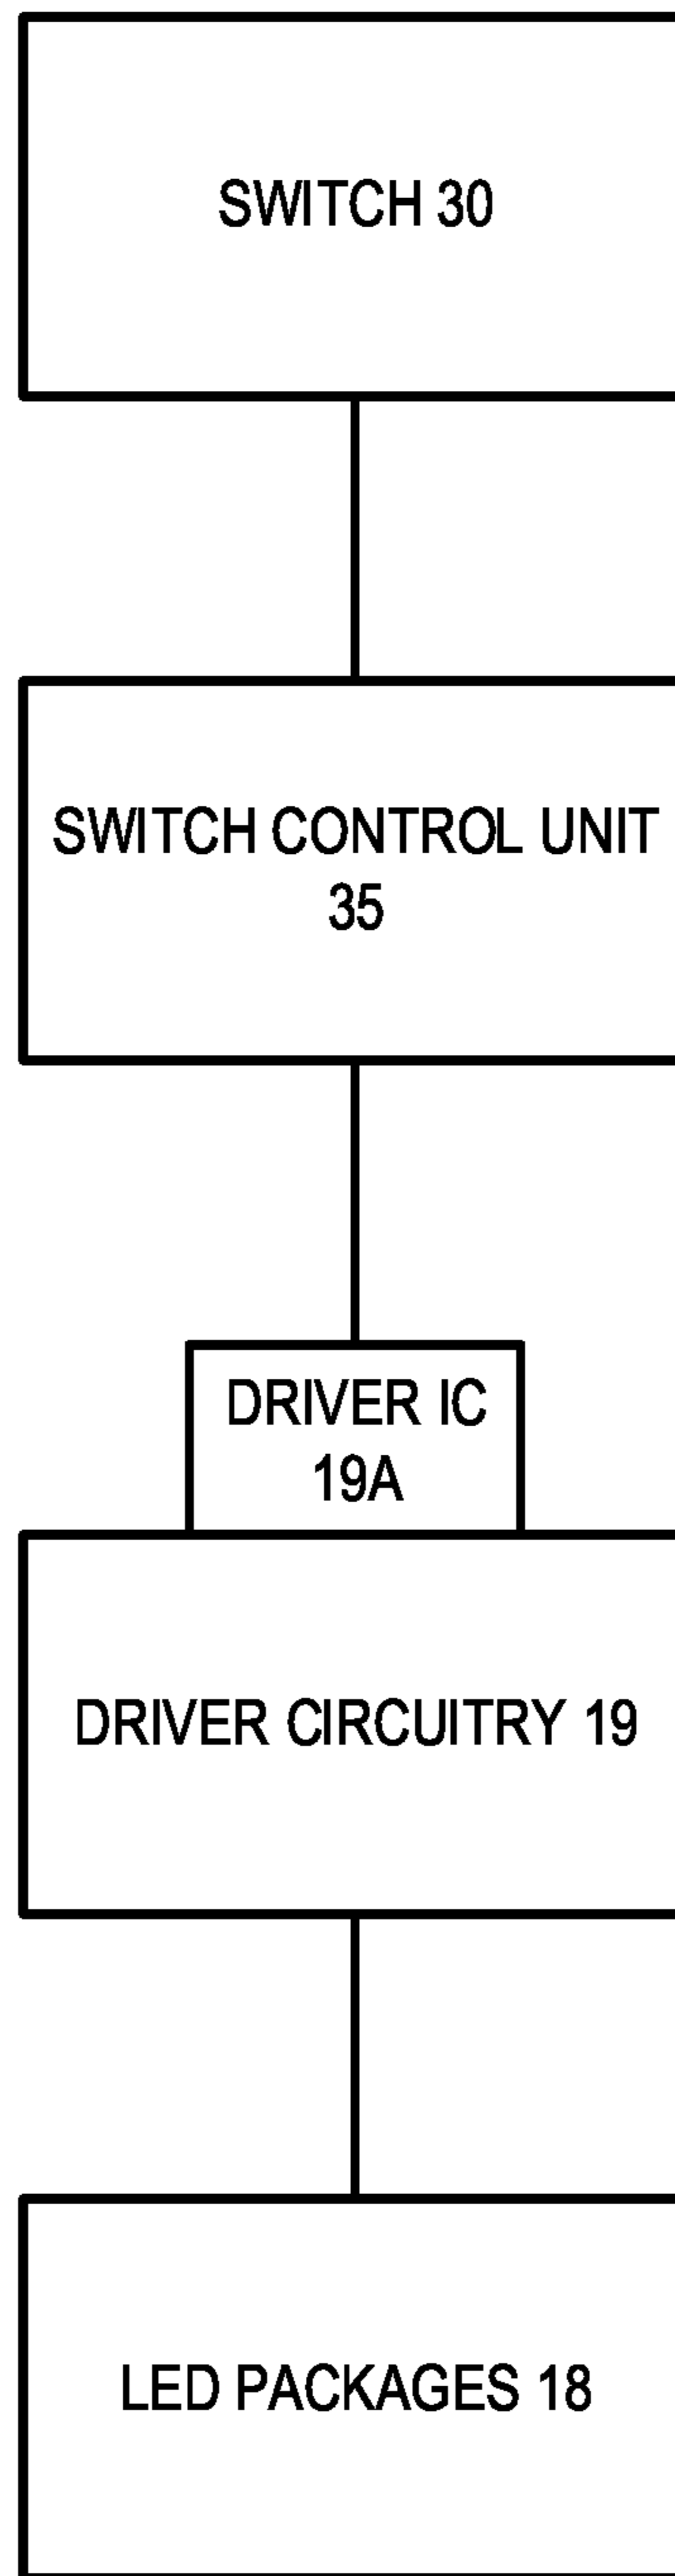 SWITCH 30
SWITCH CONTROL UNIT
35
DRIVER IC
19A
DRIVER CIRCUITRY 19
LED PACKAGES 18